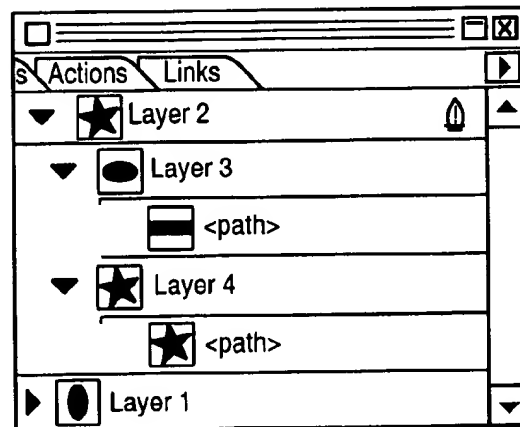 s Actions Links
Layer 2
Layer 3
<path>
Layer 4
<path>
Layer 1